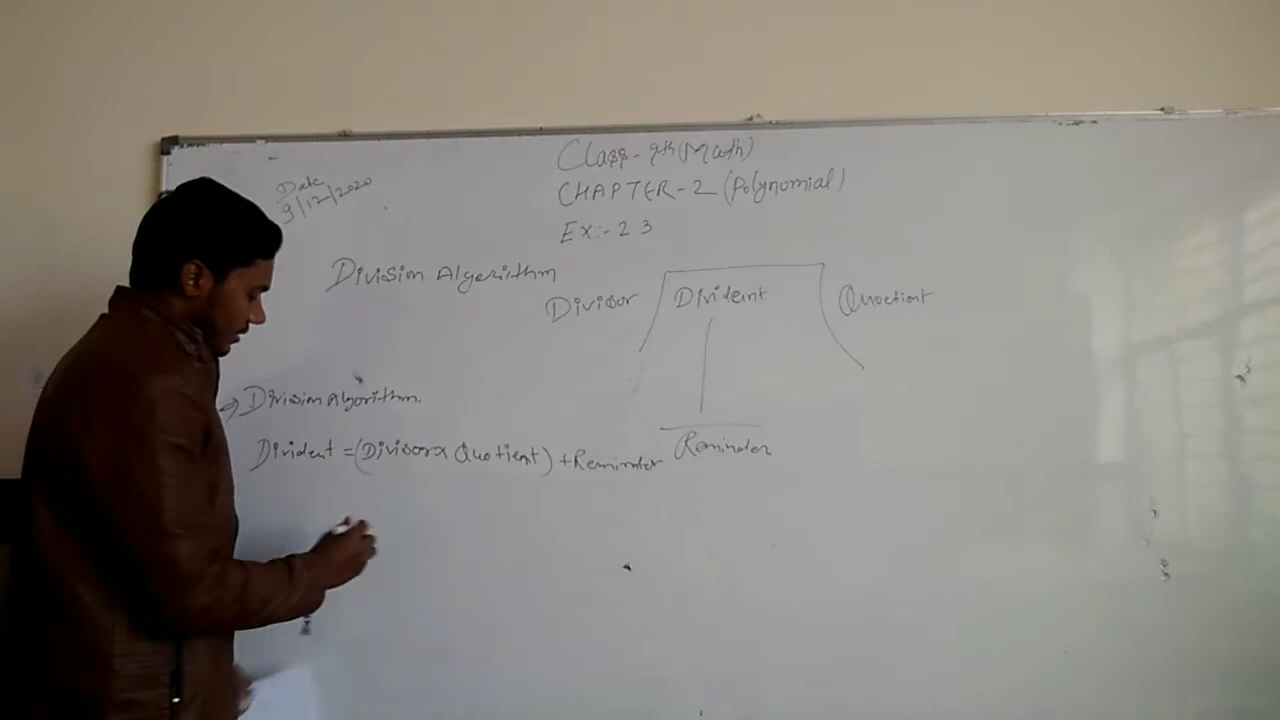 Date
9/12/2020
Class-9th(Math)
CHAPTER-2 (Polynomial)
Ex:-2 3
Division Algorithm
Divisor Divident Quoctient
Reminder
→ Division Algorithm.
Divident = (Divisor x Quotient) + Reminder